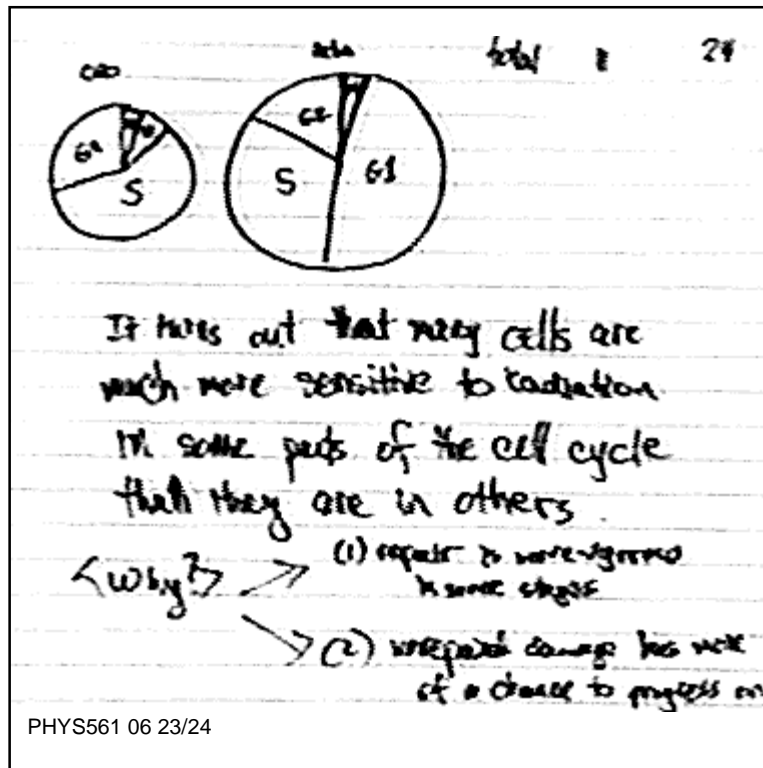 total = 24
G2 M S
G2 M S G1
It turns out that many cells are
much more sensitive to radiation
in some parts of the cell cycle
than they are in others.
<Why?> (1) repair is more vigorous
in some stages
(2) unrepaired damage has more
of a chance to progress on
PHYS561 06 23/24